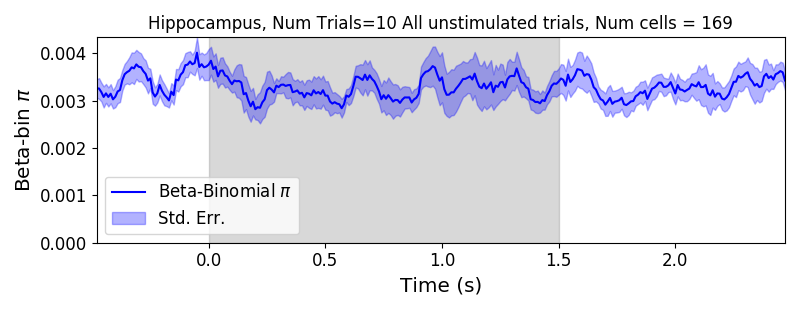 Hippocampus, Num Trials=10 All unstimulated trials, Num cells = 169
Beta-bin π
0.004
0.003
0.002
0.001
0.000
Beta-Binomial π
Std. Err.
0.0 0.5 1.0 1.5 2.0
Time (s)